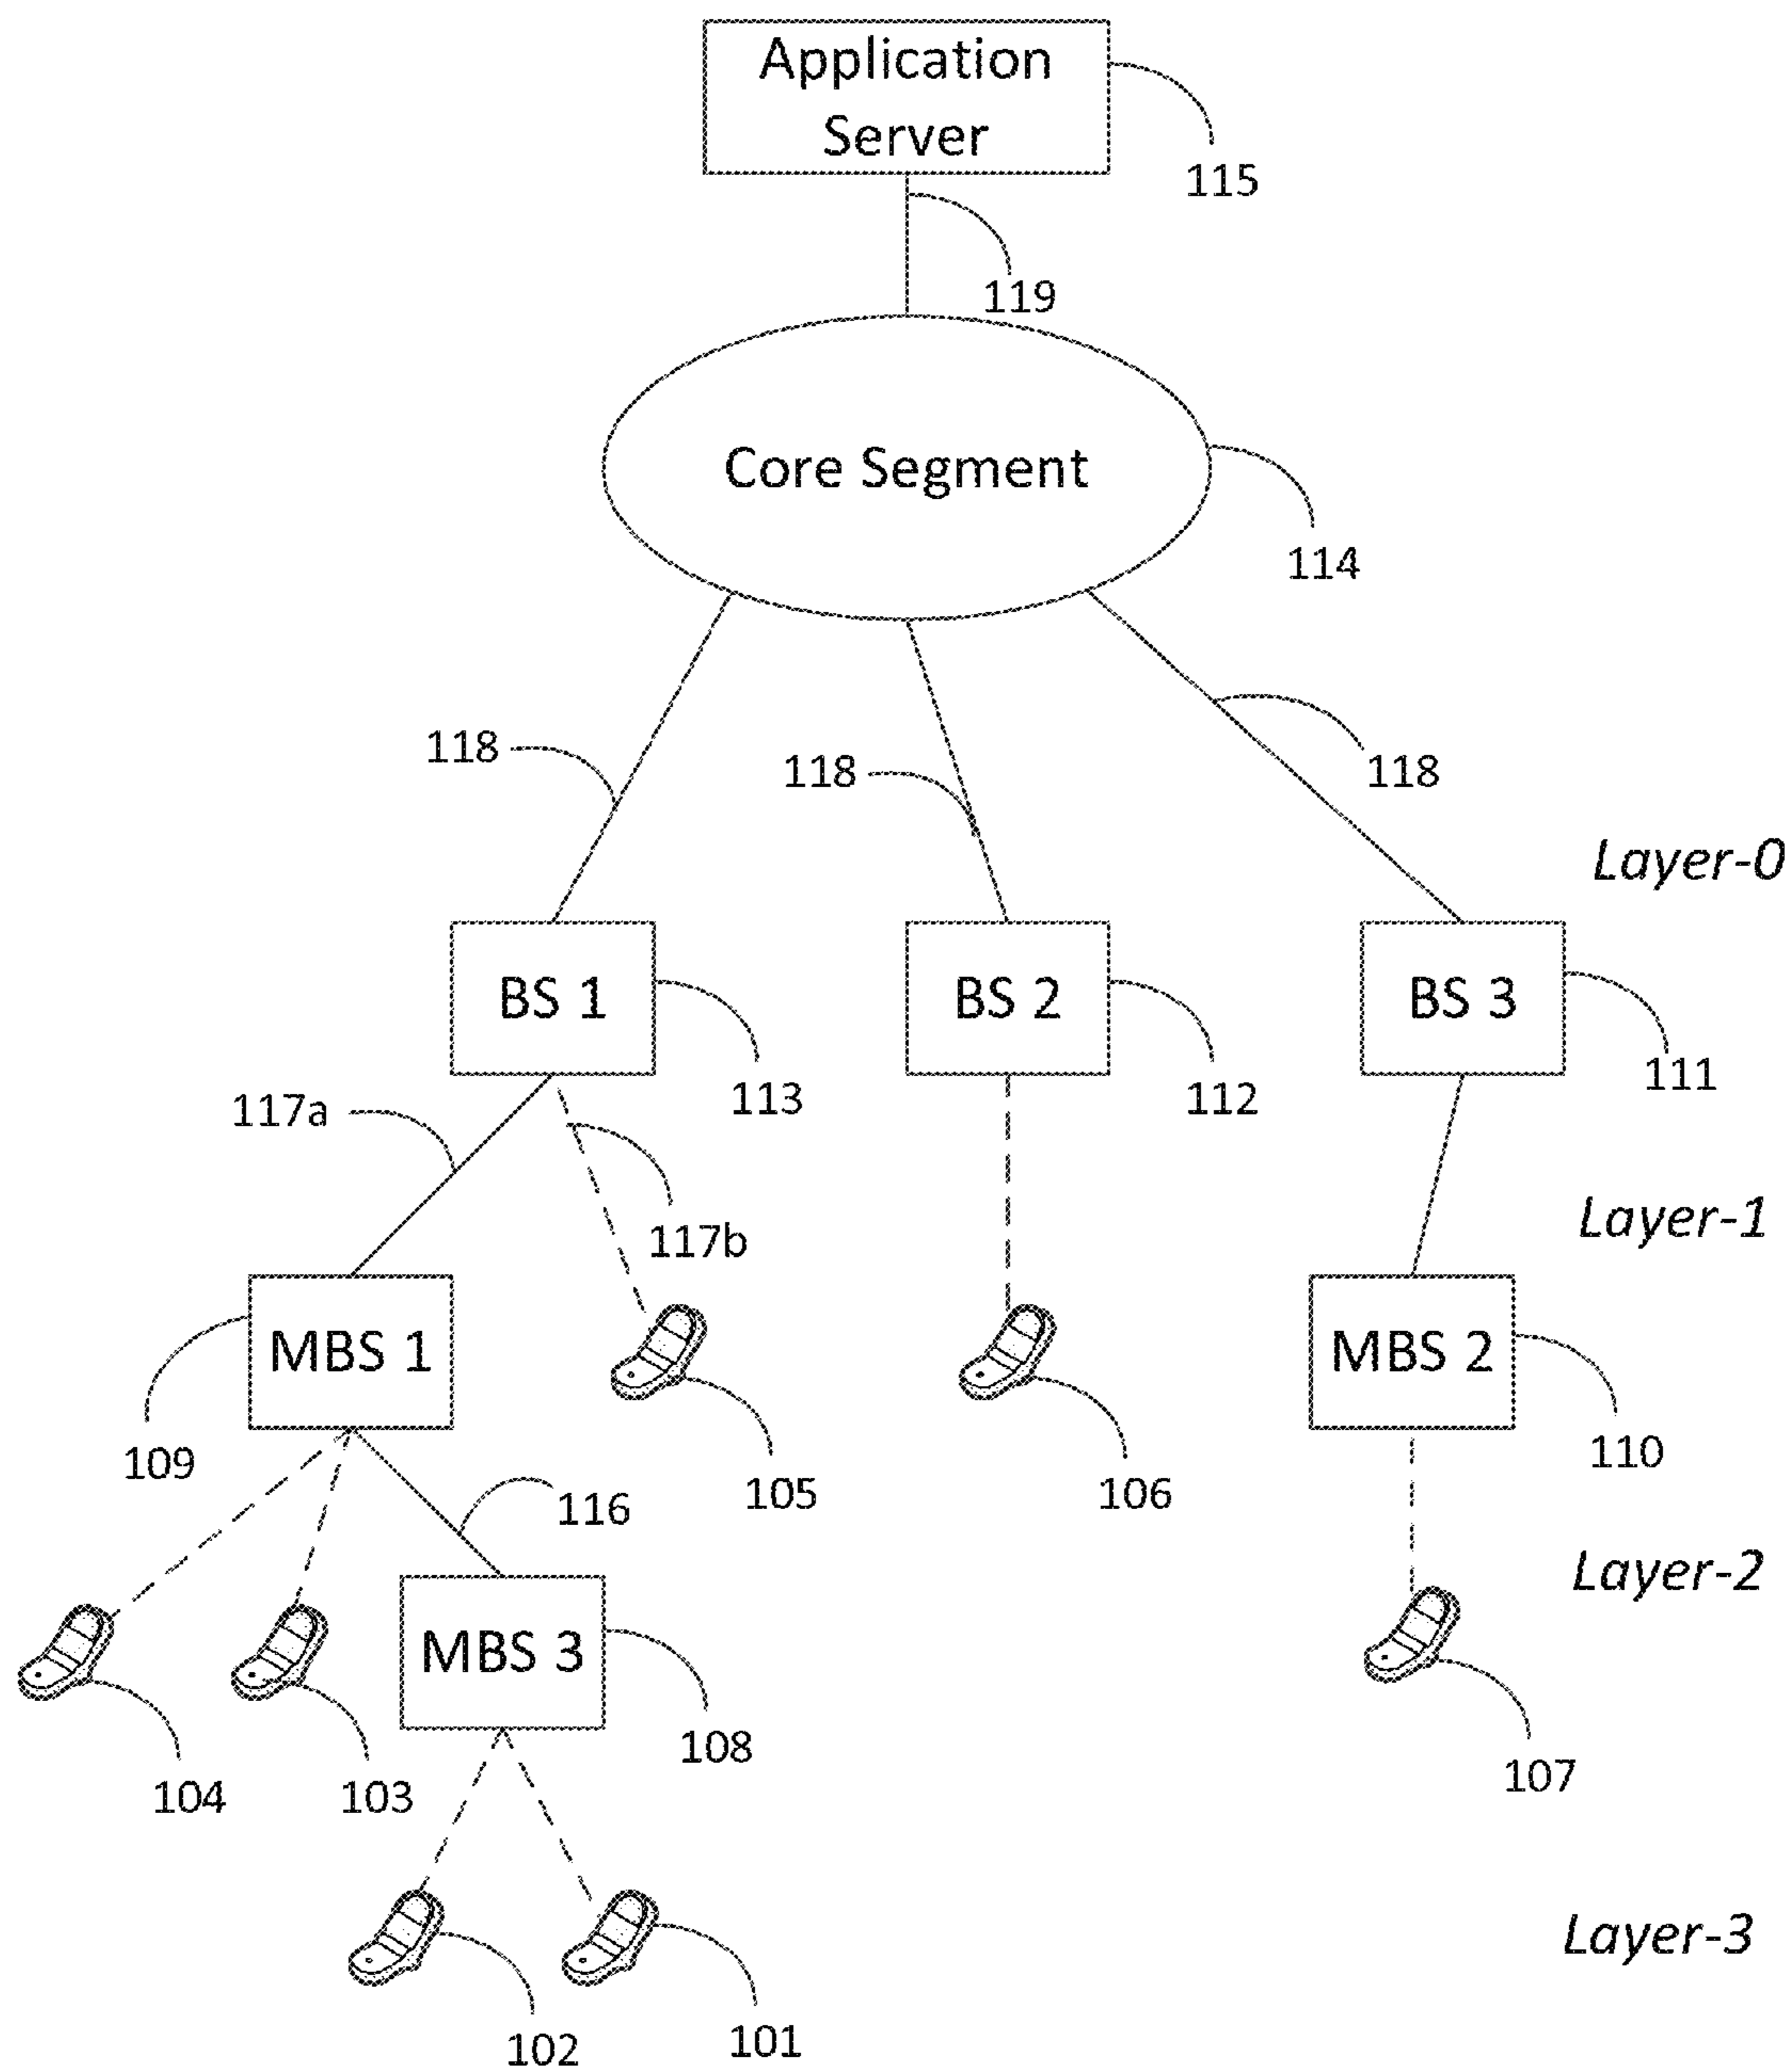 Application
Server
115
119
Core Segment
114
118
118
118
Layer-0
BS 1
BS 2
BS 3
113
112
111
117a
117b
Layer-1
MBS 1
MBS 2
109
105
106
110
116
Layer-2
MBS 3
104
103
108
107
Layer-3
102
101